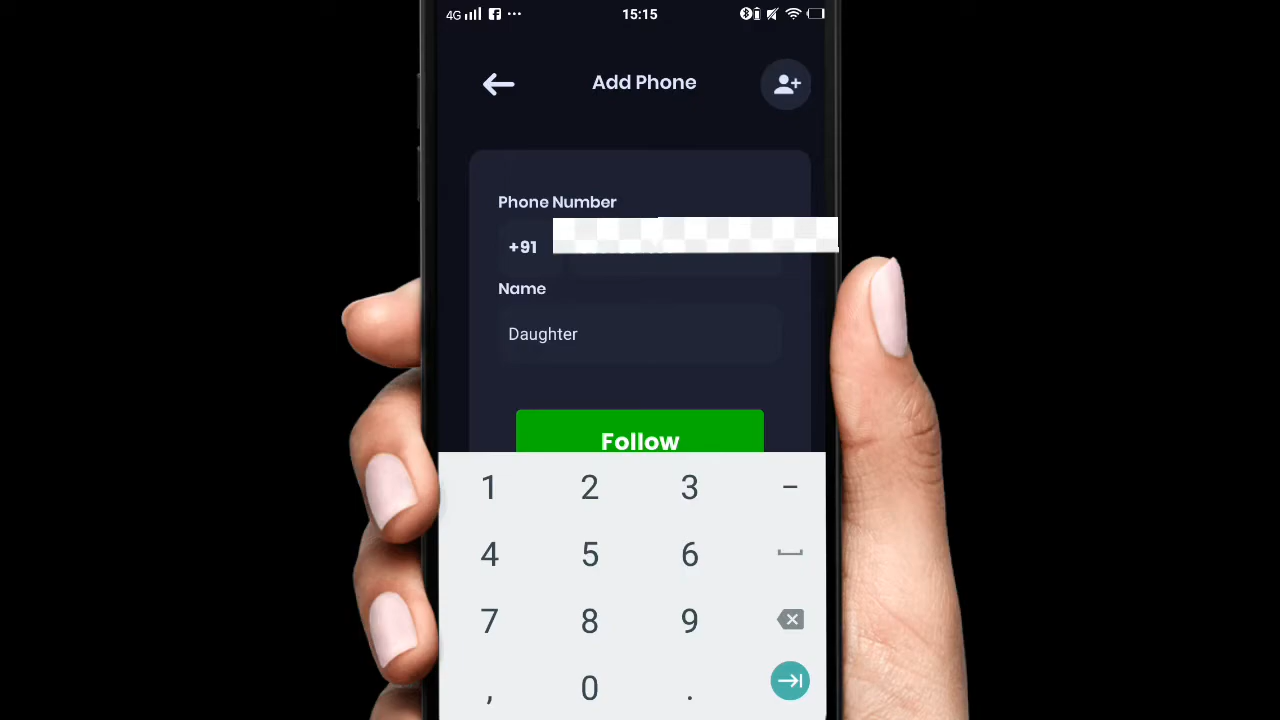 4G 15:15
Add Phone
Phone Number
+91
Name
Daughter
Follow
1 2 3 -
4 5 6
7 8 9
, 0 .